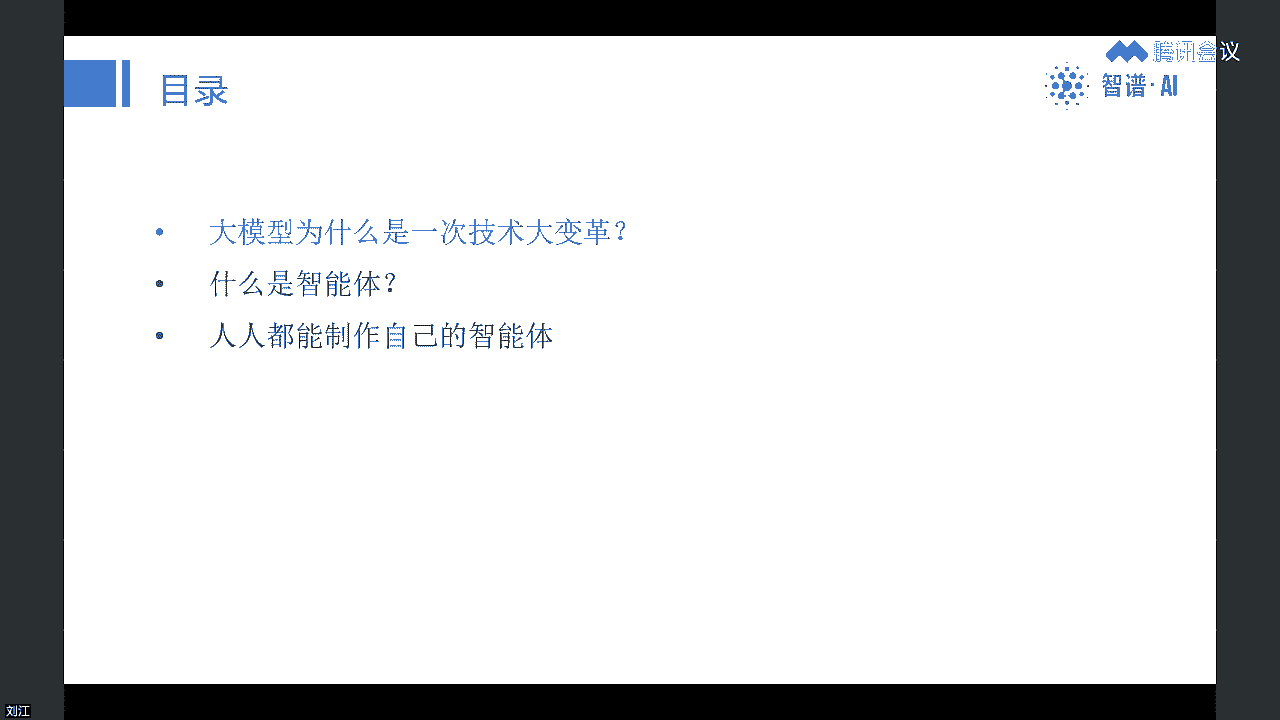 腾讯会议
目录
智谱·AI
大模型为什么是一次技术大变革？
什么是智能体？
人人都能制作自己的智能体
刘江